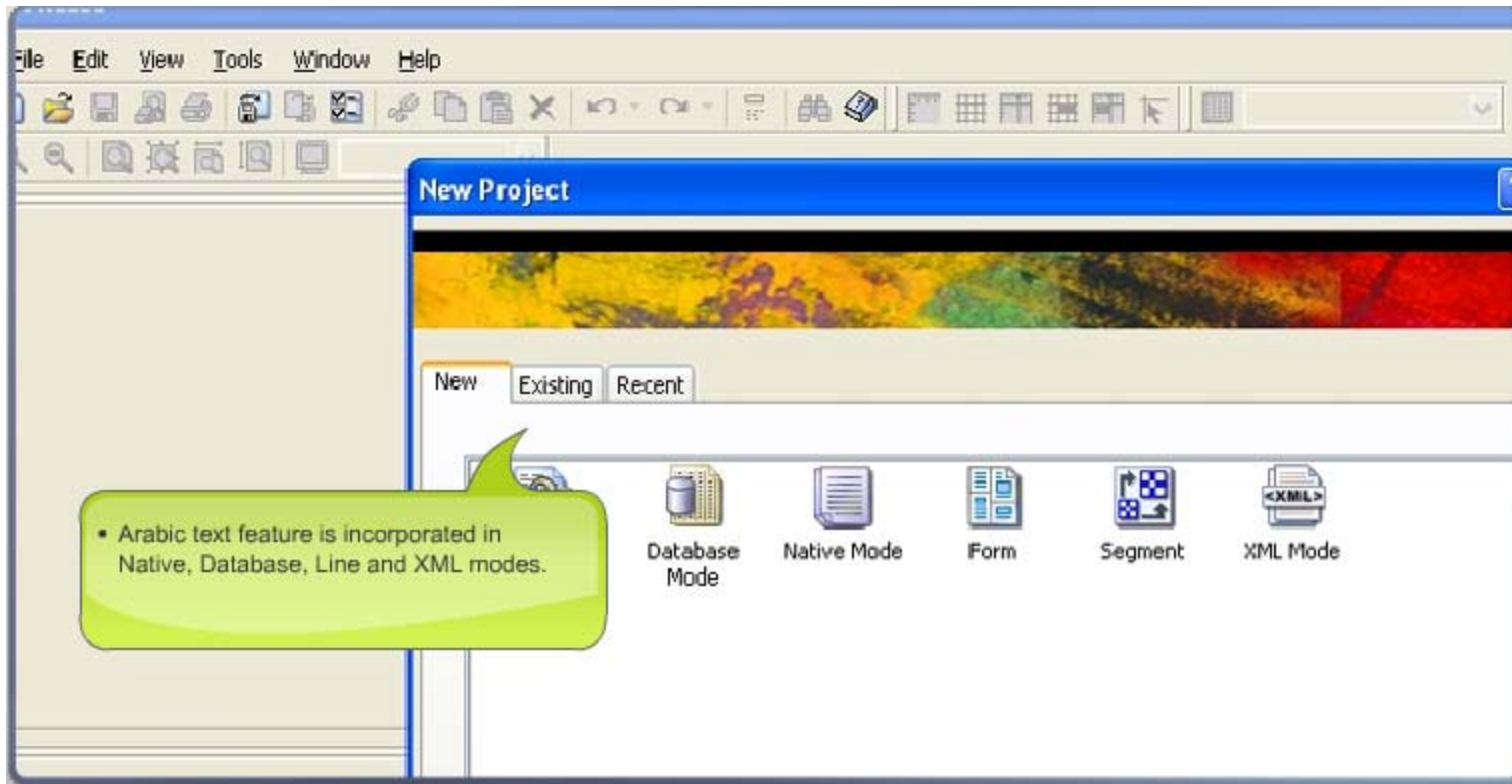 File Edit View Tools Window Help
New Project
New Existing Recent
• Arabic text feature is incorporated in
Native, Database, Line and XML modes.
Database
Mode
Native Mode
IForm
Segment
<XML>
XML Mode